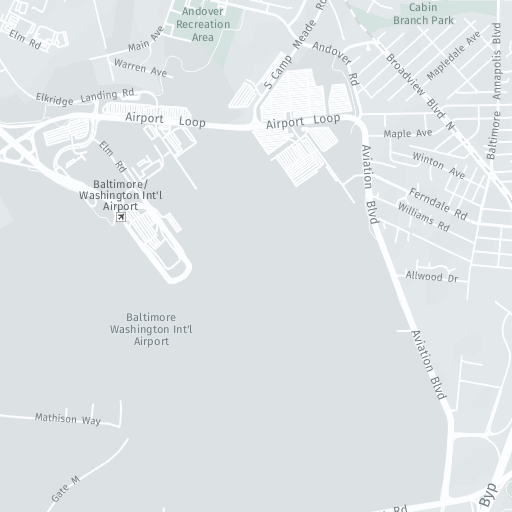 Andover
Recreation
Area
Cabin
Branch Park
Elm Rd
Main Ave
S Camp Meade Rd
Andover Rd
Mapledale Ave
Baltimore - Annapolis Blvd
Warren Ave
Broadview Blvd N
Elkridge Landing Rd
Airport Loop
Airport Loop
Maple Ave
Elm Rd
Winton Ave
Aviation Blvd
Baltimore/
Washington Int'l
Airport
Ferndale Rd
Williams Rd
Allwood Dr
Baltimore
Washington Int'l
Airport
Aviation Blvd
Mathison Way
Gate M
Byp
Rd